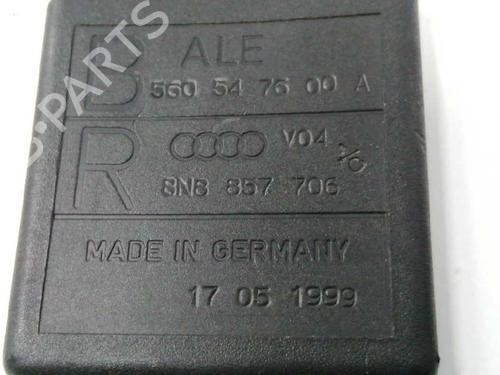 B ALE
560 54 76 00 A
R V04
8N8 857 706
MADE IN GERMANY
17 05 1999
B-PARTS